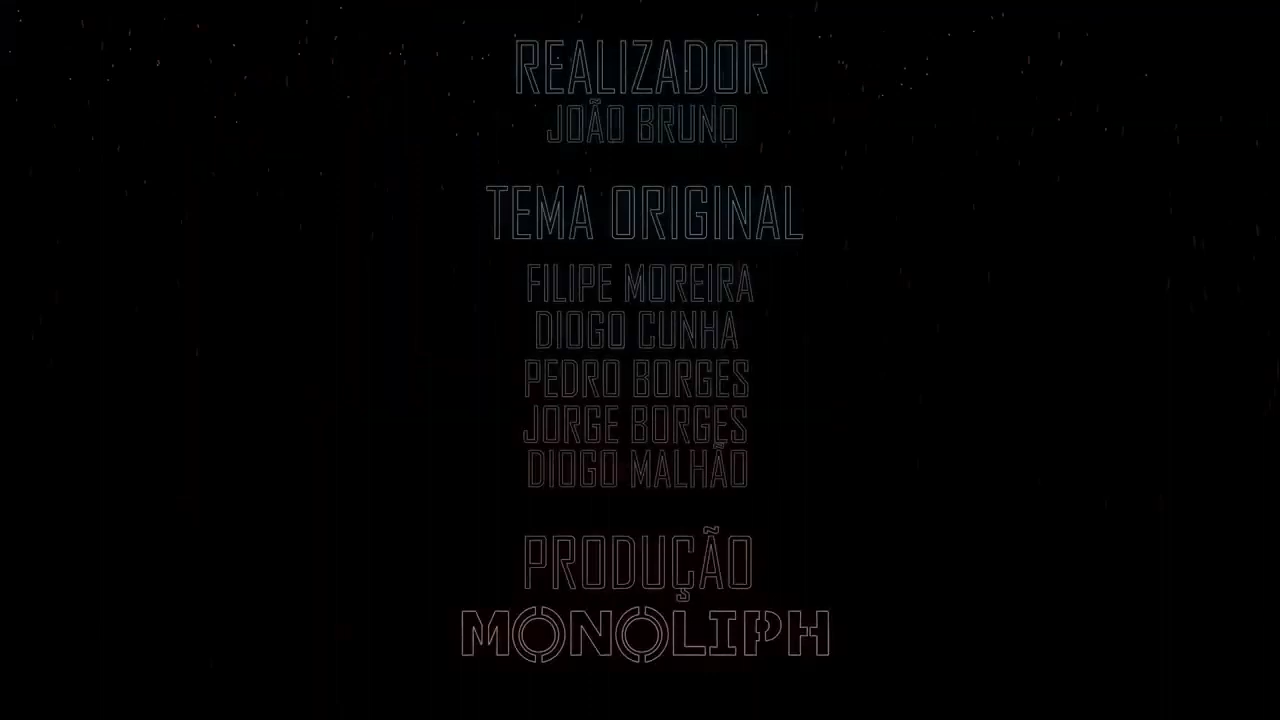 REALIZADOR
JOÃO BRUNO
TEMA ORIGINAL
FILIPE MOREIRA
DIOGO CUNHA
PEDRO BORGES
JORGE BORGES
DIOGO MALHÃO
PRODUÇÃO
MONOLIPH